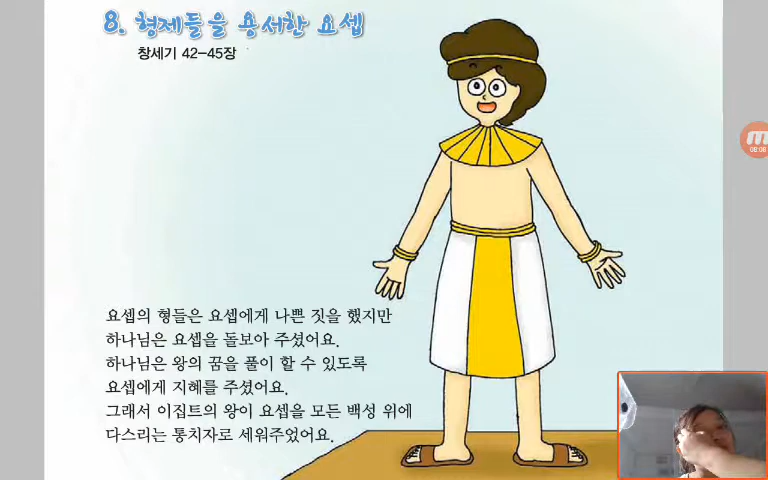 8. 형제들을 용서한 요셉
창세기 42-45장
요셉의 형들은 요셉에게 나쁜 짓을 했지만
하나님은 요셉을 돌보아 주셨어요.
하나님은 왕의 꿈을 풀이 할 수 있도록
요셉에게 지혜를 주셨어요.
그래서 이집트의 왕이 요셉을 모든 백성 위에
다스리는 통치자로 세워주었어요.
M
08:08